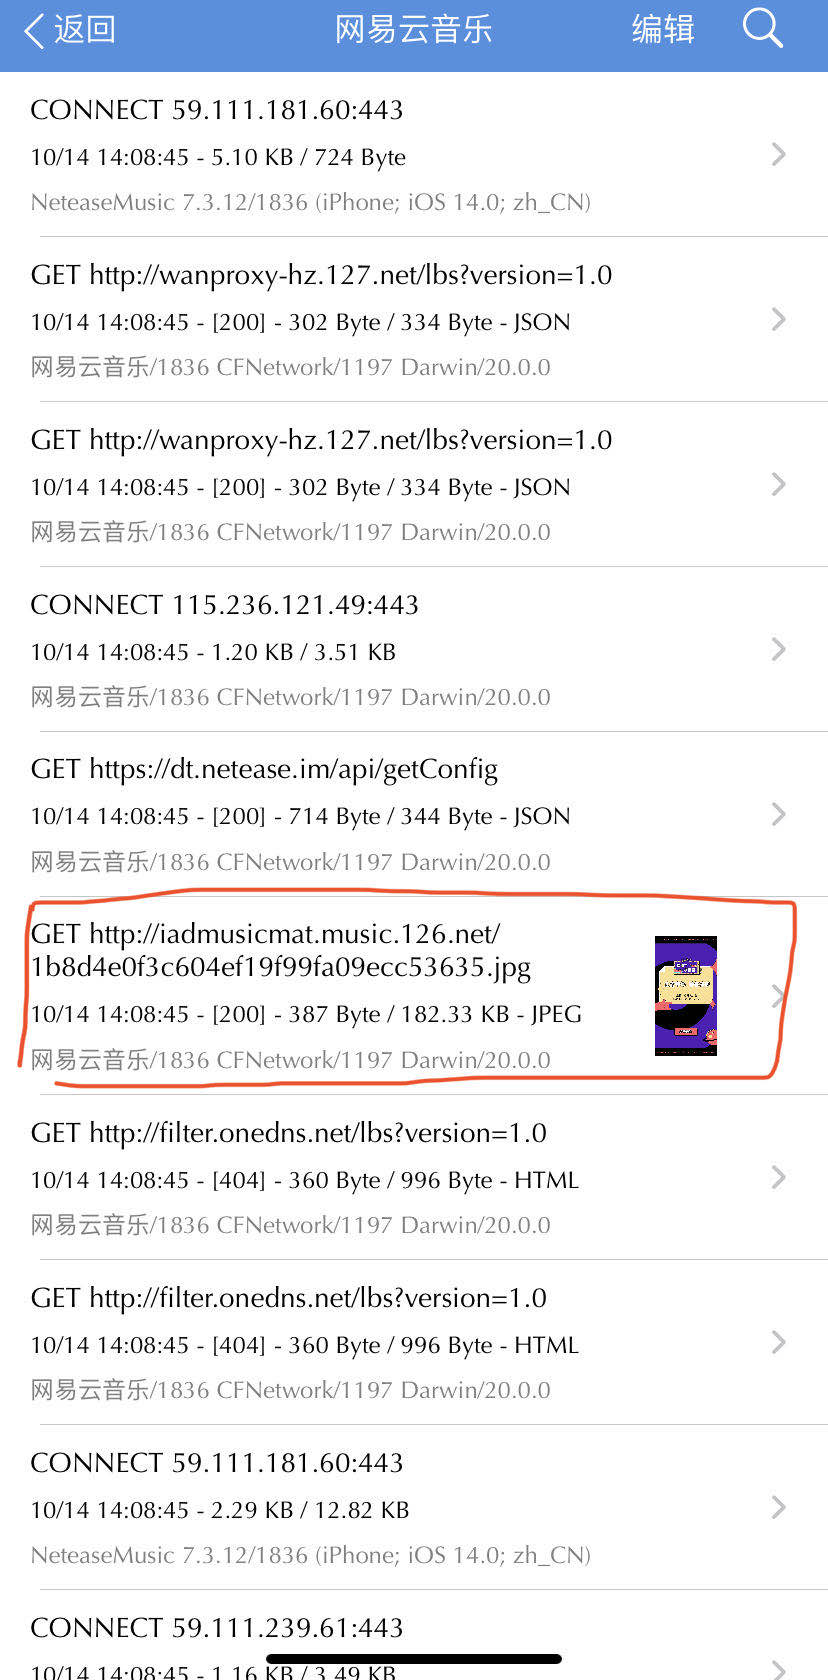 返回
网易云音乐
编辑
CONNECT 59.111.181.60:443
10/14 14:08:45 - 5.10 KB / 724 Byte
NeteaseMusic 7.3.12/1836 (iPhone; iOS 14.0; zh_CN)
GET http://wanproxy-hz.127.net/lbs?version=1.0
10/14 14:08:45 - [200] - 302 Byte / 334 Byte - JSON
网易云音乐/1836 CFNetwork/1197 Darwin/20.0.0
GET http://wanproxy-hz.127.net/lbs?version=1.0
10/14 14:08:45 - [200] - 302 Byte / 334 Byte - JSON
网易云音乐/1836 CFNetwork/1197 Darwin/20.0.0
CONNECT 115.236.121.49:443
10/14 14:08:45 - 1.20 KB / 3.51 KB
网易云音乐/1836 CFNetwork/1197 Darwin/20.0.0
GET https://dt.netease.im/api/getConfig
10/14 14:08:45 - [200] - 714 Byte / 344 Byte - JSON
网易云音乐/1836 CFNetwork/1197 Darwin/20.0.0
GET http://iadmusicmat.music.126.net/
1b8d4e0f3c604ef19f99fa09ecc53635.jpg
10/14 14:08:45 - [200] - 387 Byte / 182.33 KB - JPEG
网易云音乐/1836 CFNetwork/1197 Darwin/20.0.0
GET http://filter.onedns.net/lbs?version=1.0
10/14 14:08:45 - [404] - 360 Byte / 996 Byte - HTML
网易云音乐/1836 CFNetwork/1197 Darwin/20.0.0
GET http://filter.onedns.net/lbs?version=1.0
10/14 14:08:45 - [404] - 360 Byte / 996 Byte - HTML
网易云音乐/1836 CFNetwork/1197 Darwin/20.0.0
CONNECT 59.111.181.60:443
10/14 14:08:45 - 2.29 KB / 12.82 KB
NeteaseMusic 7.3.12/1836 (iPhone; iOS 14.0; zh_CN)
CONNECT 59.111.239.61:443
10/14 14:08:45 - 1.16 KB / 3.49 KB